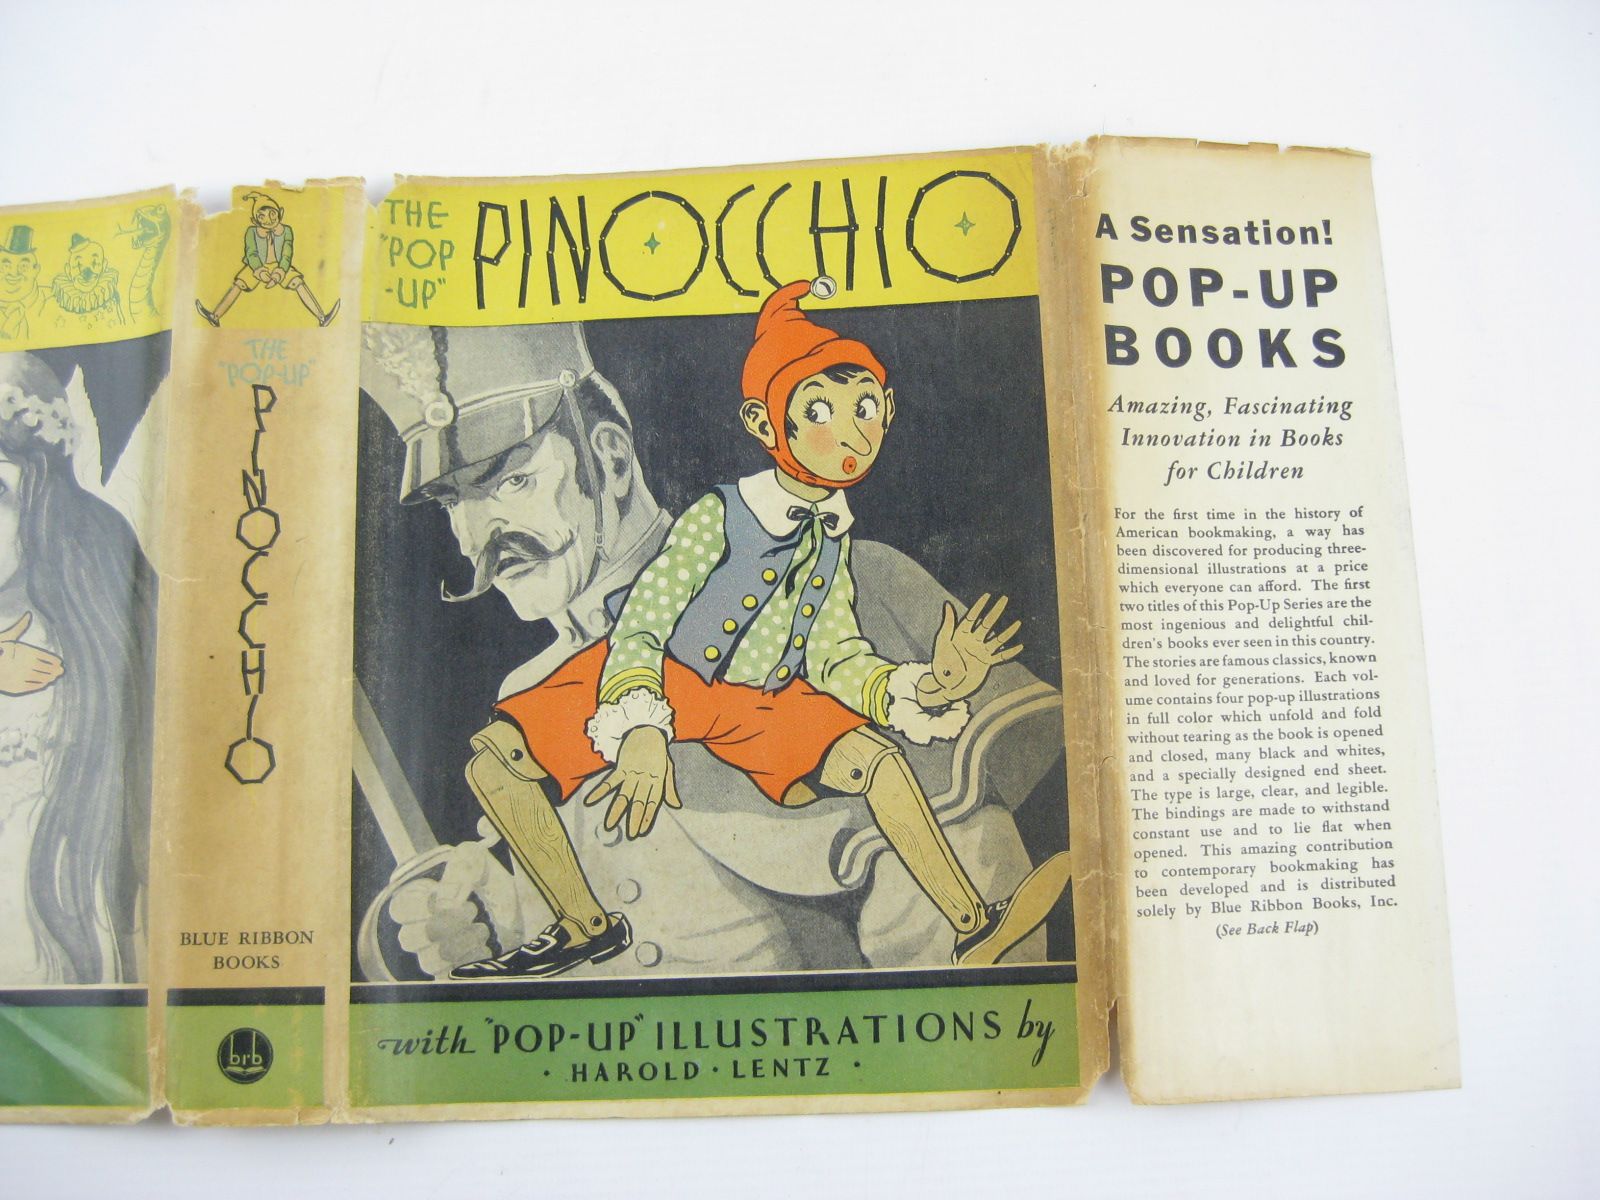 THE
"POP-UP"
PINOCCHIO
BLUE RIBBON
BOOKS
brb
THE
"POP
-UP"
PINOCCHIO
with "POP-UP" ILLUSTRATIONS by
· HAROLD · LENTZ ·
A Sensation!
POP-UP
BOOKS
Amazing, Fascinating
Innovation in Books
for Children
For the first time in the history of
American bookmaking, a way has
been discovered for producing three-
dimensional illustrations at a price
which everyone can afford. The first
two titles of this Pop-Up Series are the
most ingenious and delightful chil-
dren's books ever seen in this country.
The stories are famous classics, known
and loved for generations. Each vol-
ume contains four pop-up illustrations
in full color which unfold and fold
without tearing as the book is opened
and closed, many black and whites,
and a specially designed end sheet.
The type is large, clear, and legible.
The bindings are made to withstand
constant use and to lie flat when
opened. This amazing contribution
to contemporary bookmaking has
been developed and is distributed
solely by Blue Ribbon Books, Inc.
(See Back Flap)